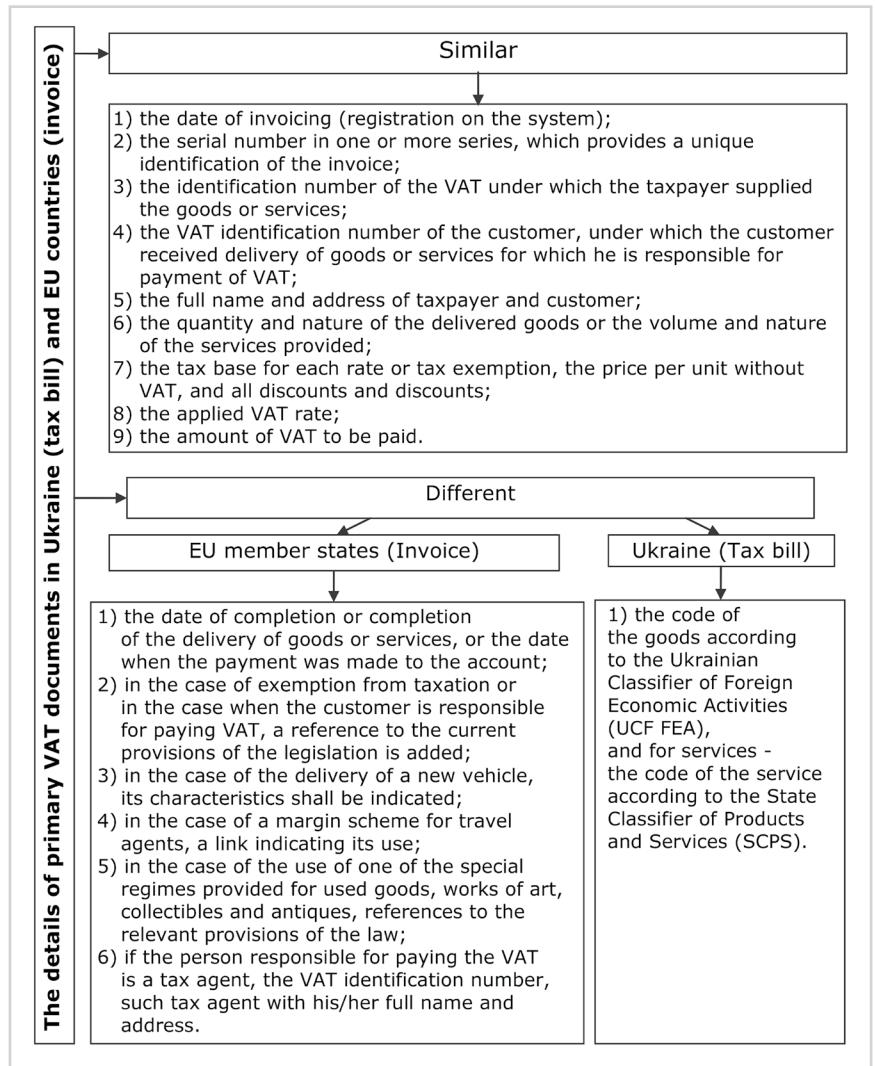 The details of primary VAT documents in Ukraine (tax bill) and EU countries (invoice)
Similar
1) the date of invoicing (registration on the system);
2) the serial number in one or more series, which provides a unique
identification of the invoice;
3) the identification number of the VAT under which the taxpayer supplied
the goods or services;
4) the VAT identification number of the customer, under which the customer
received delivery of goods or services for which he is responsible for
payment of VAT;
5) the full name and address of taxpayer and customer;
6) the quantity and nature of the delivered goods or the volume and nature
of the services provided;
7) the tax base for each rate or tax exemption, the price per unit without
VAT, and all discounts and discounts;
8) the applied VAT rate;
9) the amount of VAT to be paid.
Different
EU member states (Invoice)
1) the date of completion or completion
of the delivery of goods or services, or the date
when the payment was made to the account;
2) in the case of exemption from taxation or
in the case when the customer is responsible
for paying VAT, a reference to the current
provisions of the legislation is added;
3) in the case of the delivery of a new vehicle,
its characteristics shall be indicated;
4) in the case of a margin scheme for travel
agents, a link indicating its use;
5) in the case of the use of one of the special
regimes provided for used goods, works of art,
collectibles and antiques, references to the
relevant provisions of the law;
6) if the person responsible for paying the VAT
is a tax agent, the VAT identification number,
such tax agent with his/her full name and
address.
Ukraine (Tax bill)
1) the code of
the goods according
to the Ukrainian
Classifier of Foreign
Economic Activities
(UCF FEA),
and for services -
the code of the service
according to the State
Classifier of Products
and Services (SCPS).